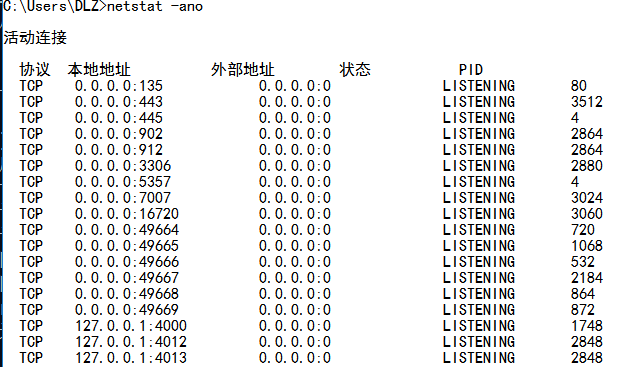 C:\Users\DLZ>netstat -ano
活动连接
协议 本地地址 外部地址 状态 PID
TCP 0.0.0.0:135 0.0.0.0:0 LISTENING 80
TCP 0.0.0.0:443 0.0.0.0:0 LISTENING 3512
TCP 0.0.0.0:445 0.0.0.0:0 LISTENING 4
TCP 0.0.0.0:902 0.0.0.0:0 LISTENING 2864
TCP 0.0.0.0:912 0.0.0.0:0 LISTENING 2864
TCP 0.0.0.0:3306 0.0.0.0:0 LISTENING 2880
TCP 0.0.0.0:5357 0.0.0.0:0 LISTENING 4
TCP 0.0.0.0:7007 0.0.0.0:0 LISTENING 3024
TCP 0.0.0.0:16720 0.0.0.0:0 LISTENING 3060
TCP 0.0.0.0:49664 0.0.0.0:0 LISTENING 720
TCP 0.0.0.0:49665 0.0.0.0:0 LISTENING 1068
TCP 0.0.0.0:49666 0.0.0.0:0 LISTENING 532
TCP 0.0.0.0:49667 0.0.0.0:0 LISTENING 2184
TCP 0.0.0.0:49668 0.0.0.0:0 LISTENING 864
TCP 0.0.0.0:49669 0.0.0.0:0 LISTENING 872
TCP 127.0.0.1:4000 0.0.0.0:0 LISTENING 1748
TCP 127.0.0.1:4012 0.0.0.0:0 LISTENING 2848
TCP 127.0.0.1:4013 0.0.0.0:0 LISTENING 2848